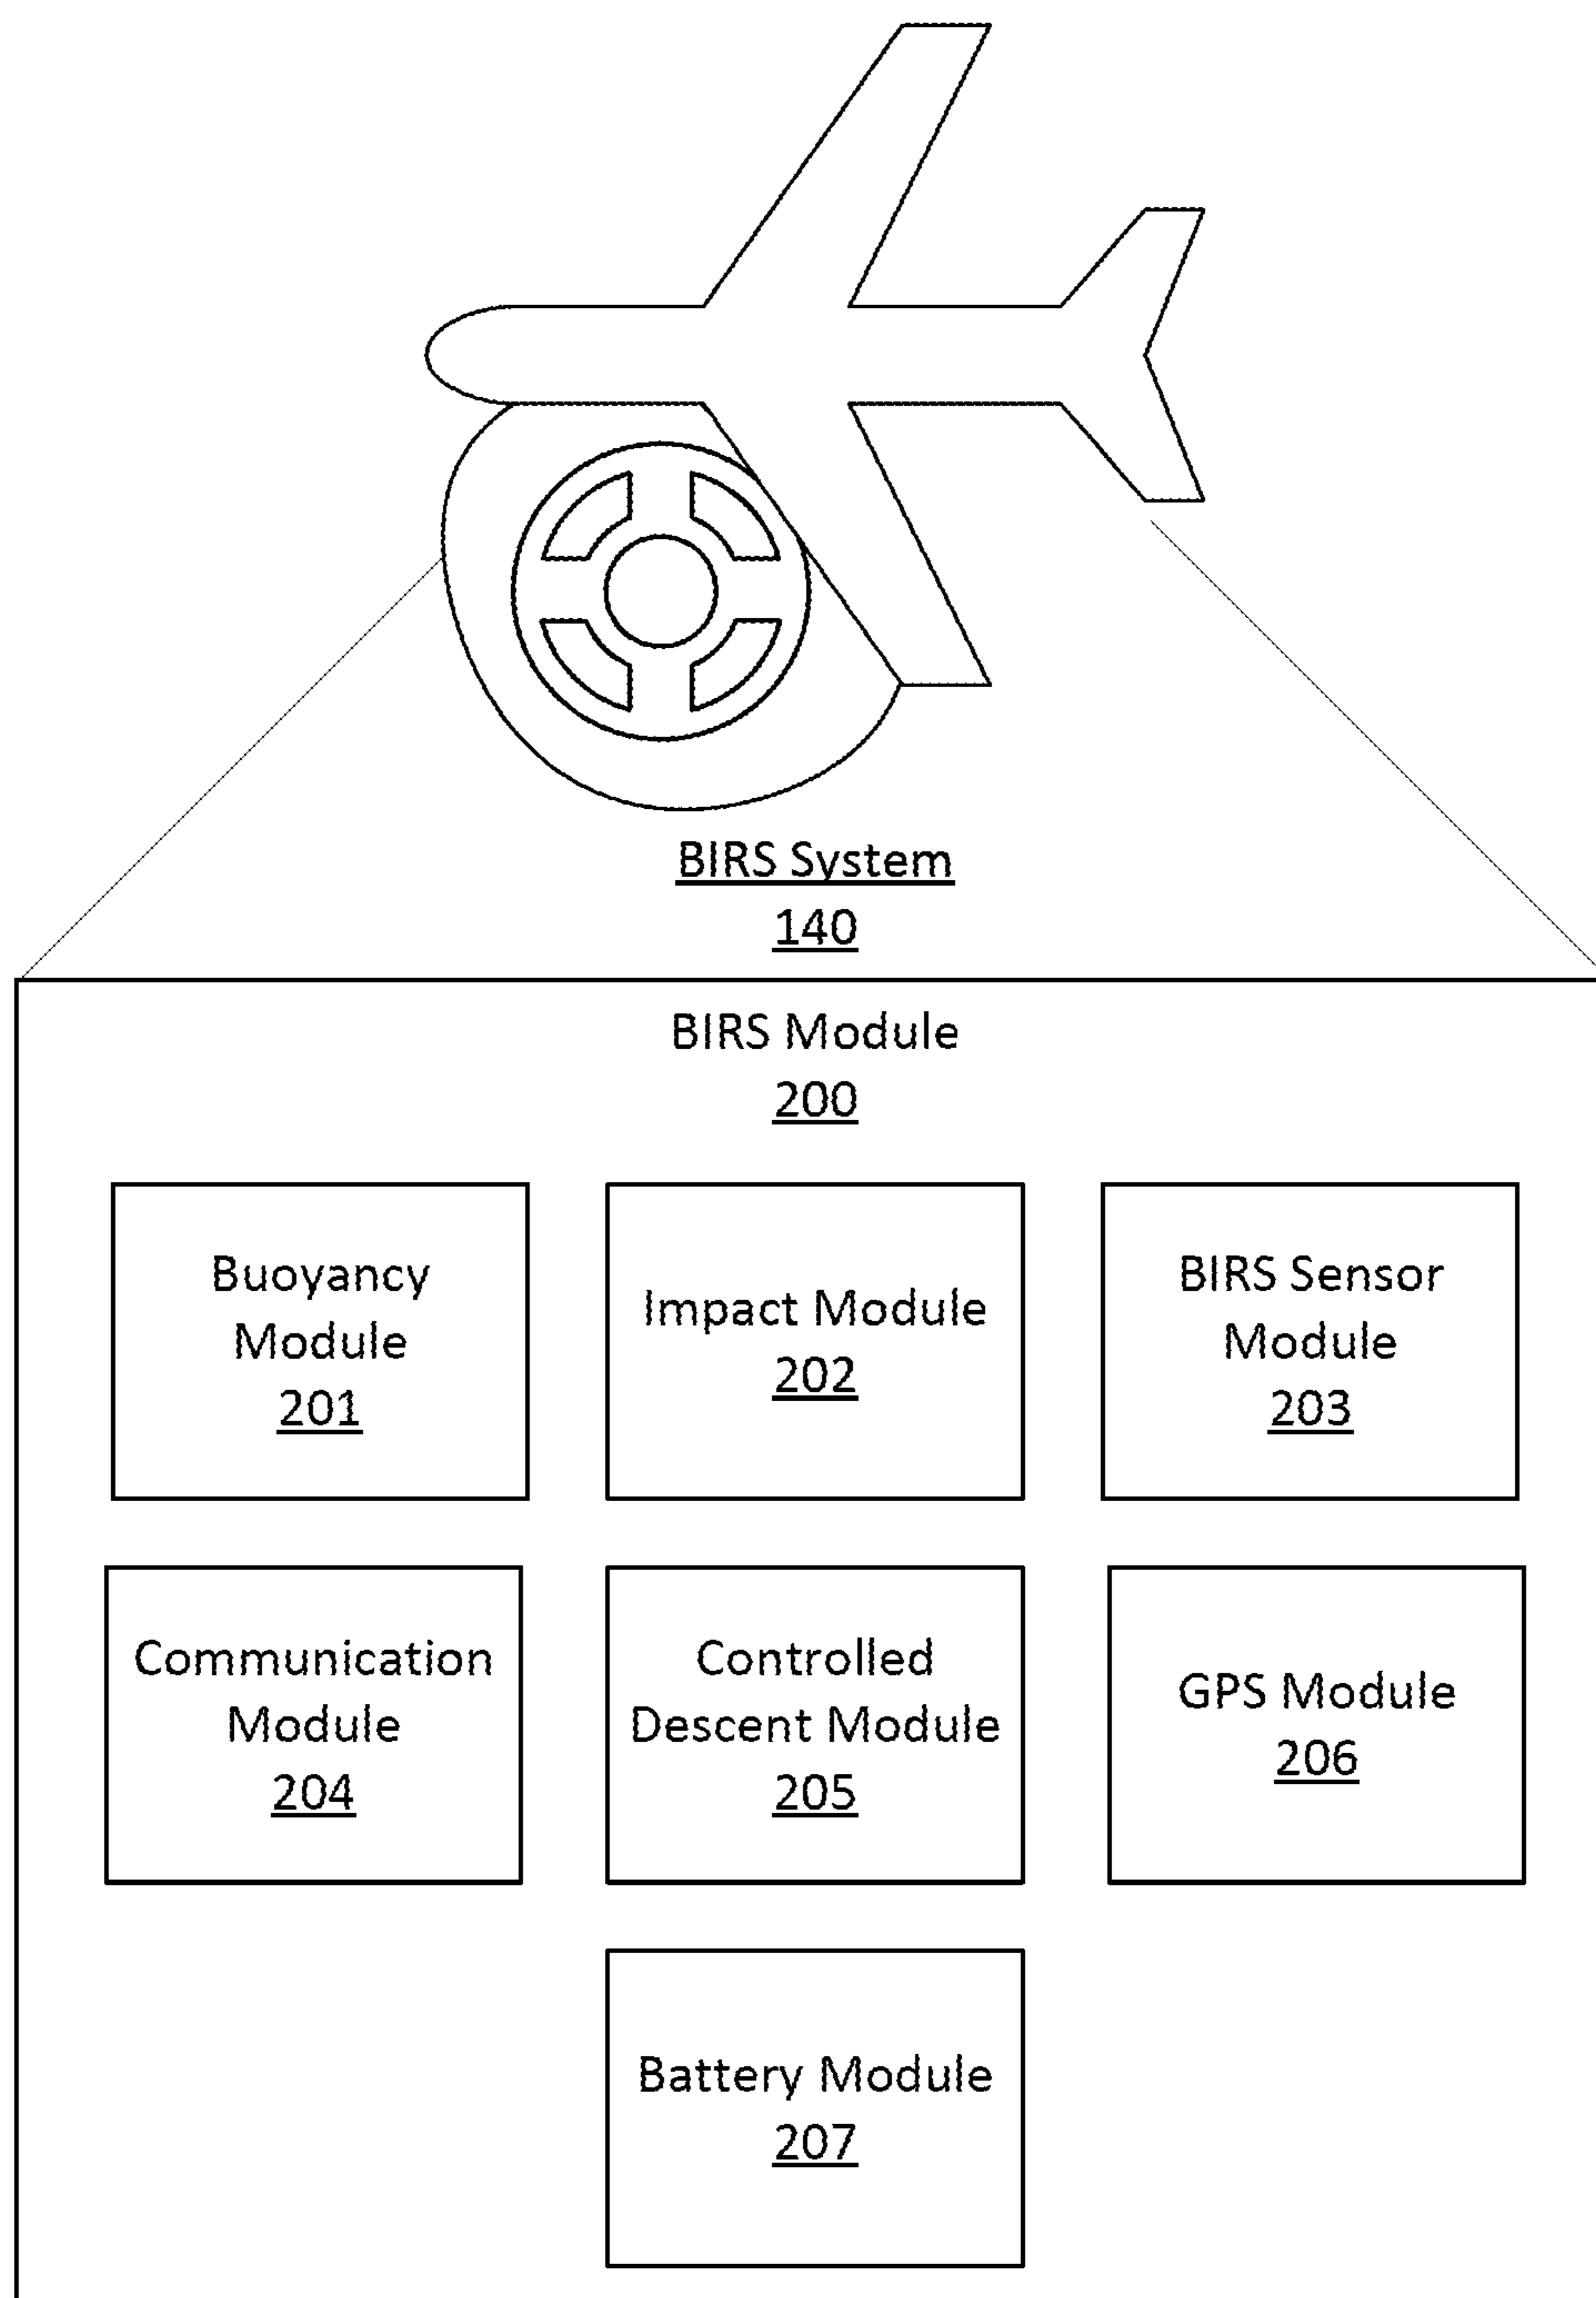 BIRS System
140
BIRS Module
200
Buoyancy
Module
201
Impact Module
202
BIRS Sensor
Module
203
Communication
Module
204
Controlled
Descent Module
205
GPS Module
206
Battery Module
207